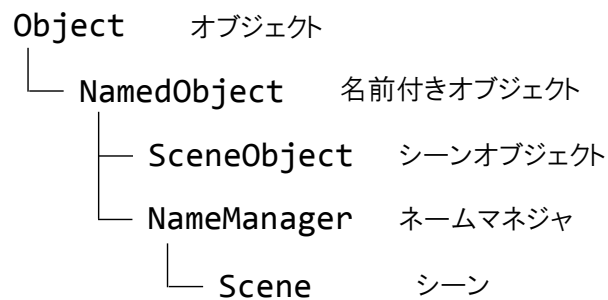 Object オブジェクト
NamedObject 名前付きオブジェクト
SceneObject シーンオブジェクト
NameManager ネームマネジャ
Scene シーン